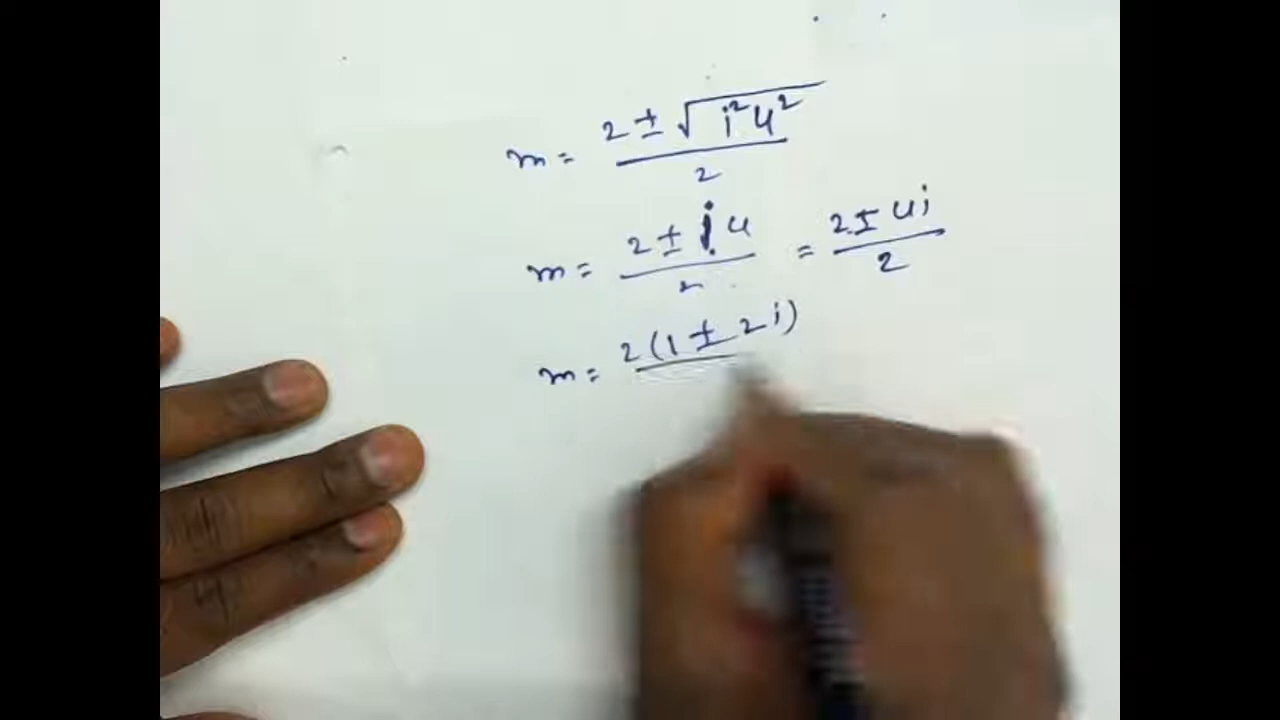 m = 2 ± √i²4² / 2
m = 2 ± i4 / 2 = 2 ± 4i / 2
m = 2(1 ± 2i)